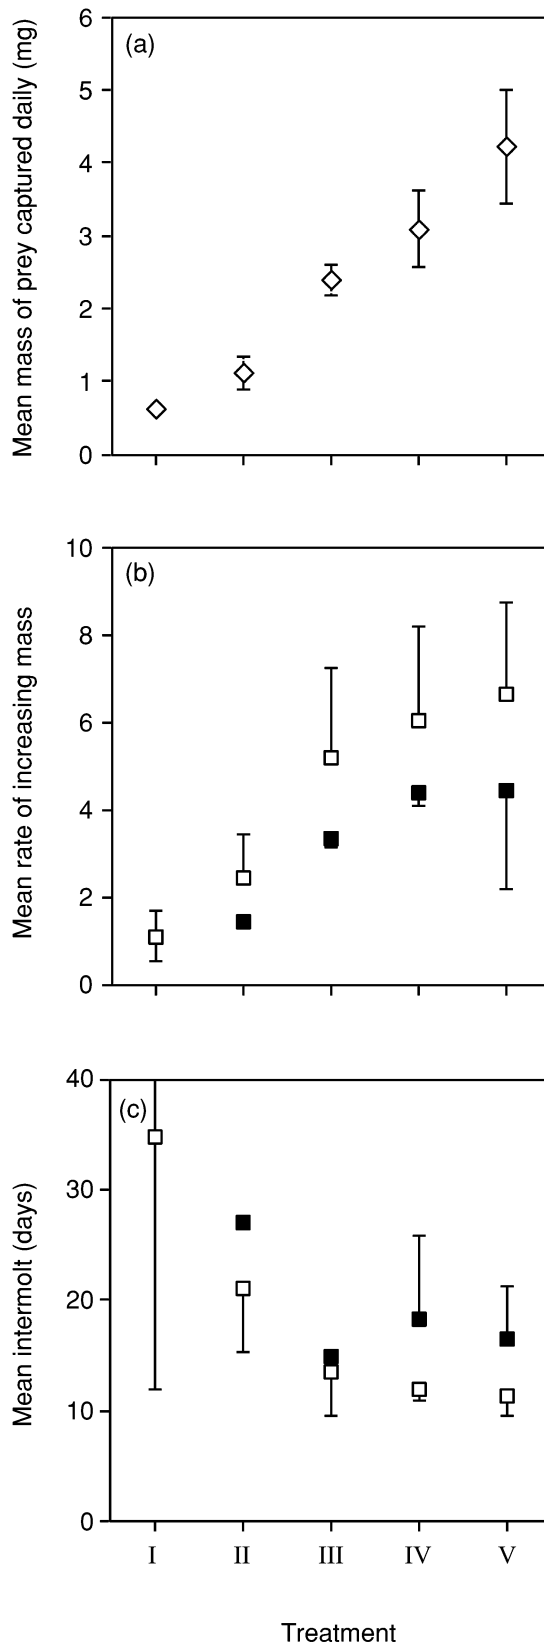 Mean mass of prey captured daily (mg)
(a)
6
5
4
3
2
1
0
Mean rate of increasing mass
(b)
10
8
6
4
2
0
Mean intermolt (days)
(c)
40
30
20
10
0
I II III IV V
Treatment